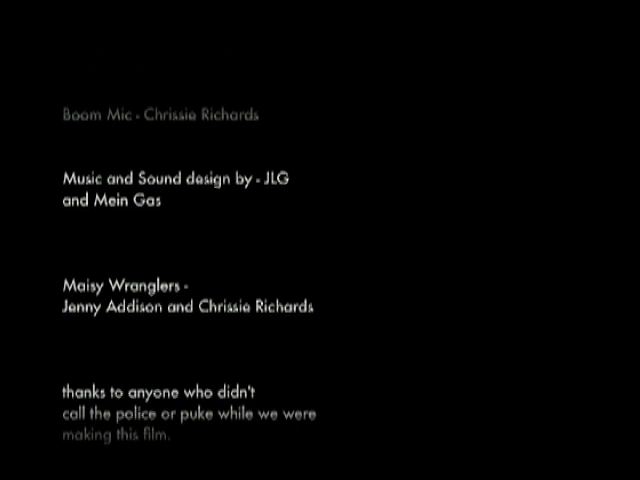 Boom Mic - Chrissie Richards
Music and Sound design by - JLG
and Mein Gas
Maisy Wranglers -
Jenny Addison and Chrissie Richards
thanks to anyone who didn't
call the police or puke while we were
making this film.